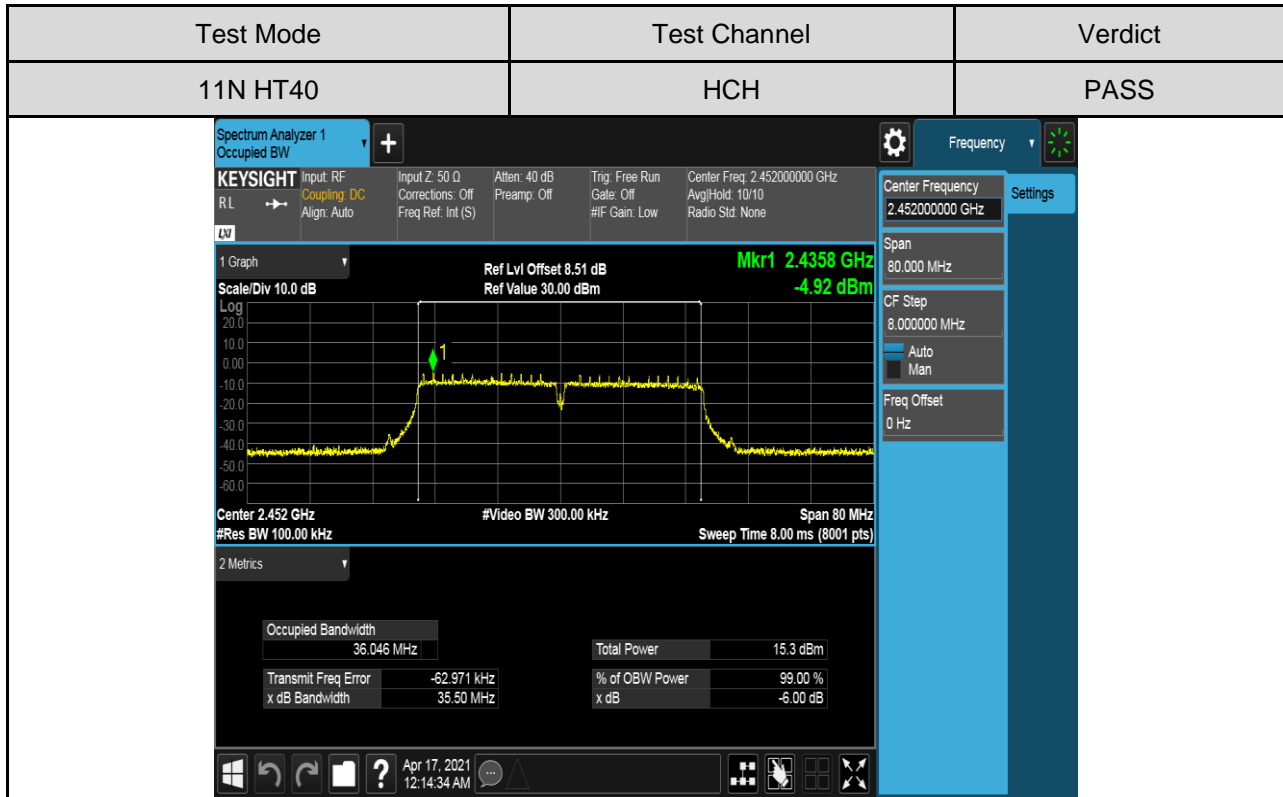 Test Mode Test Channel Verdict
11N HT40 HCH PASS
Spectrum Analyzer 1
Occupied BW
+
Frequency
KEYSIGHT
RL
LXI
Input: RF
Coupling: DC
Align: Auto
Input Z: 50 Ω
Corrections: Off
Freq Ref: Int (S)
Atten: 40 dB
Preamp: Off
Trig: Free Run
Gate: Off
#IF Gain: Low
Center Freq: 2.452000000 GHz
Avg|Hold: 10/10
Radio Std: None
Center Frequency
2.452000000 GHz
Settings
Span
80.000 MHz
CF Step
8.000000 MHz
Auto
Man
Freq Offset
0 Hz
1 Graph
Scale/Div 10.0 dB
Ref Lvl Offset 8.51 dB
Ref Value 30.00 dBm
Mkr1 2.4358 GHz
-4.92 dBm
Log
20.0
10.0
0.00
-10.0
-20.0
-30.0
-40.0
-50.0
-60.0
1
Center 2.452 GHz
#Res BW 100.00 kHz
#Video BW 300.00 kHz
Span 80 MHz
Sweep Time 8.00 ms (8001 pts)
2 Metrics
Occupied Bandwidth
36.046 MHz
Total Power 15.3 dBm
Transmit Freq Error -62.971 kHz
% of OBW Power 99.00 %
x dB Bandwidth 35.50 MHz
x dB -6.00 dB
?
Apr 17, 2021
12:14:34 AM